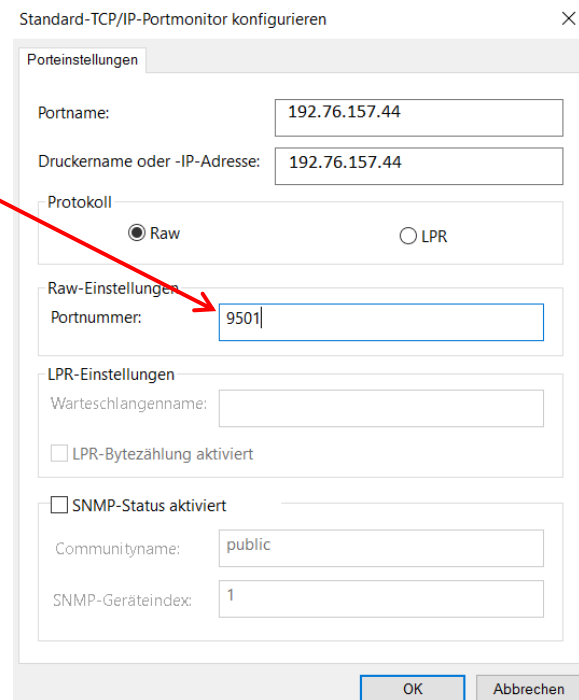 Standard-TCP/IP-Portmonitor konfigurieren
Porteinstellungen
Portname: 192.76.157.44
Druckername oder -IP-Adresse: 192.76.157.44
Protokoll
Raw LPR
Raw-Einstellungen
Portnummer: 9501
LPR-Einstellungen
Warteschlangenname:
LPR-Bytezählung aktiviert
SNMP-Status aktiviert
Communityname: public
SNMP-Geräteindex: 1
OK Abbrechen